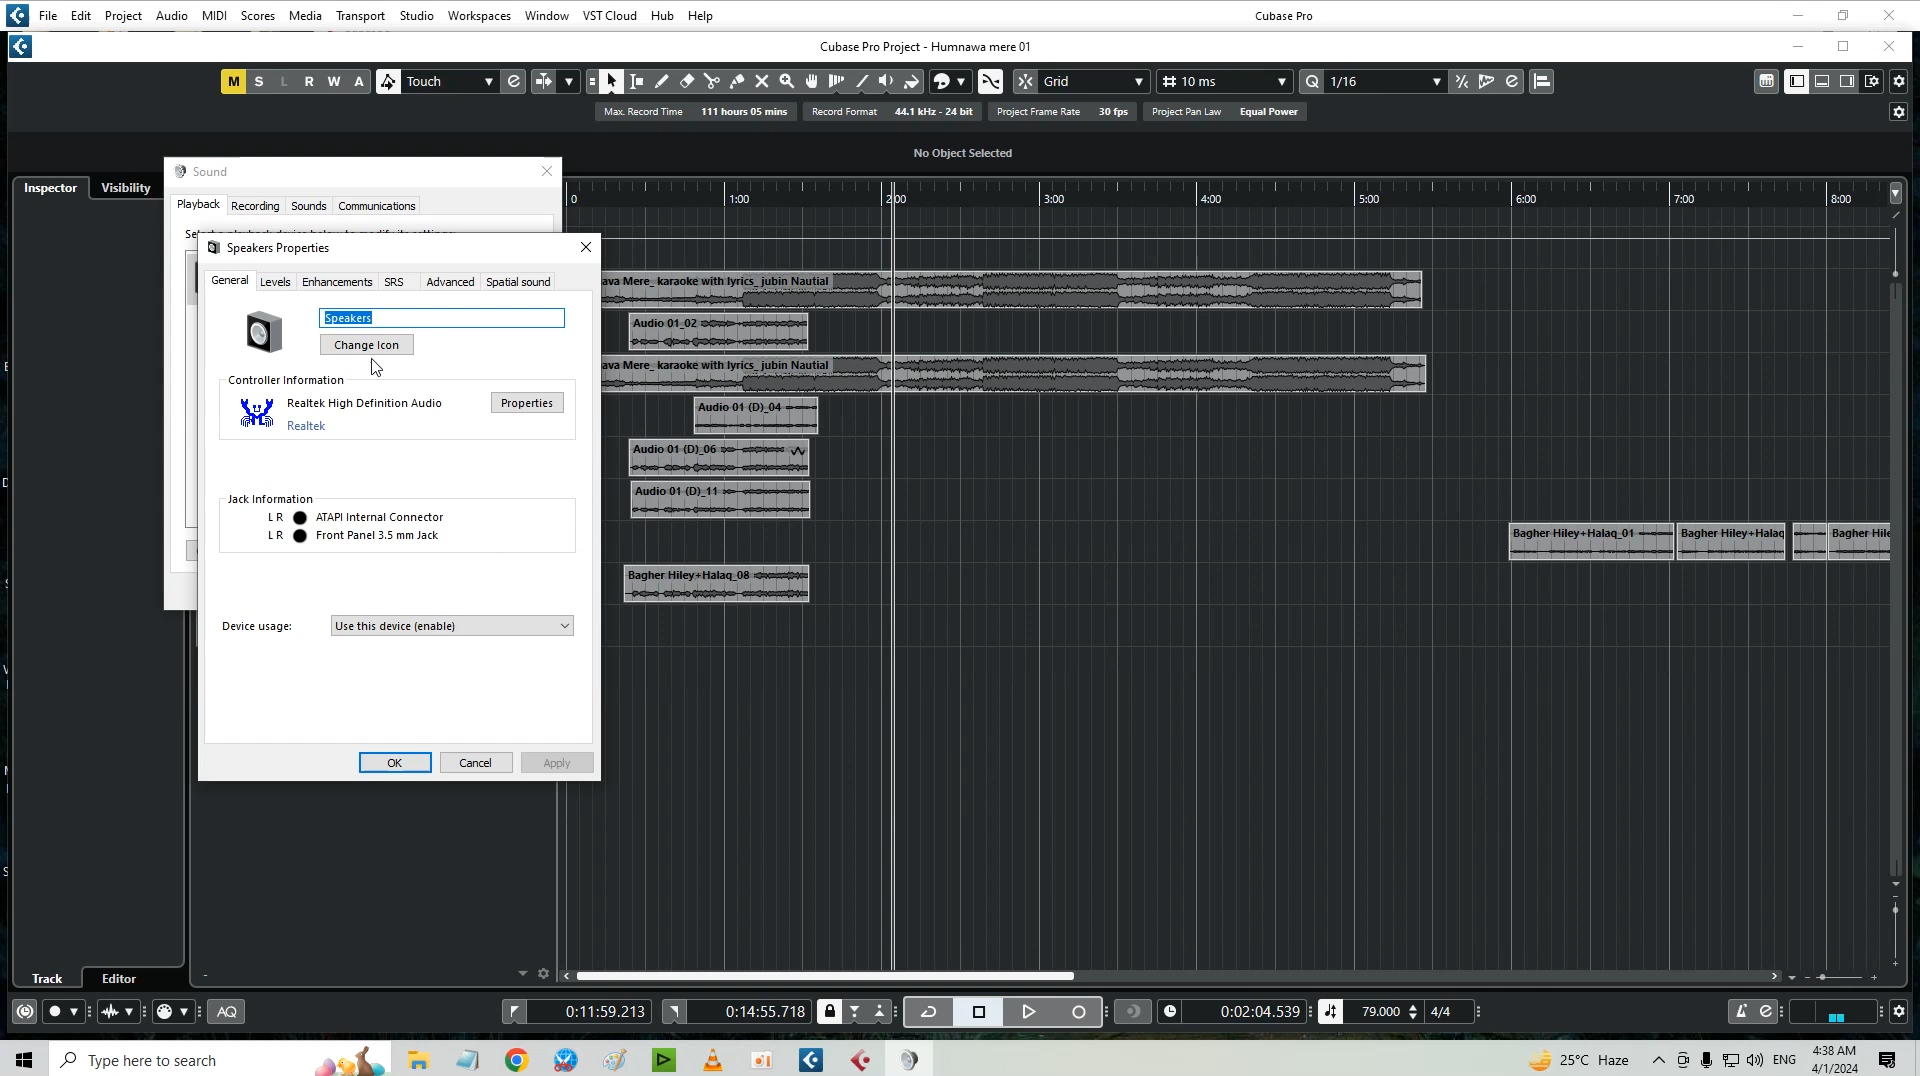 File Edit Project Audio MIDI Scores Media Transport Studio Workspaces Window VST Cloud Hub Help Cubase Pro
Cubase Pro Project - Humnawa mere 01
M S L R W A Touch Grid 10 ms Q 1/16
Max. Record Time 111 hours 05 mins Record Format 44.1 kHz - 24 bit Project Frame Rate 30 fps Project Pan Law Equal Power
No Object Selected
Inspector Visibility
Sound
Playback Recording Sounds Communications
0 1:00 2:00 3:00 4:00 5:00 6:00 7:00 8:00
Speakers Properties
General Levels Enhancements SRS Advanced Spatial sound
Speakers
Change Icon
Controller Information
Realtek High Definition Audio Properties
Realtek
Jack Information
L R ATAPI Internal Connector
L R Front Panel 3.5 mm Jack
Device usage: Use this device (enable)
OK Cancel Apply
ava Mere_ karaoke with lyrics_ jubin Nautial
Audio 01_02
ava Mere_ karaoke with lyrics_ jubin Nautial
Audio 01 (D)_04
Audio 01 (D)_06
Audio 01 (D)_11
Bagher Hiley+Halaq_01 Bagher Hiley+Halaq Bagher Hile
Bagher Hiley+Halaq_08
Track Editor
AQ 0:11:59.213 0:14:55.718 0:02:04.539 79.000 4/4
Type here to search 25°C Haze ENG 4:38 AM
4/1/2024